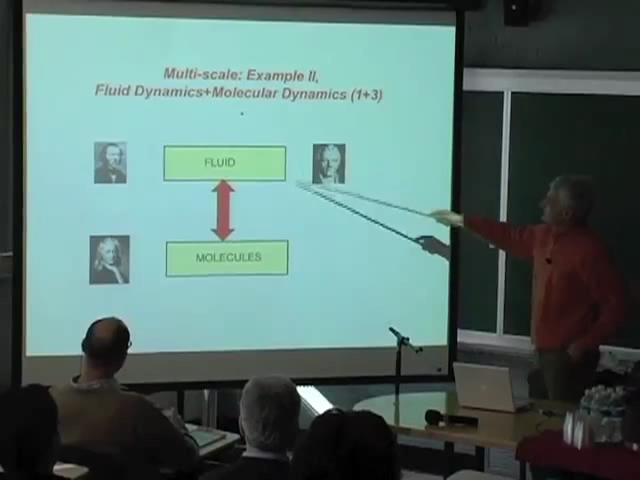 Multi-scale: Example II,
Fluid Dynamics+Molecular Dynamics (1+3)
FLUID
MOLECULES